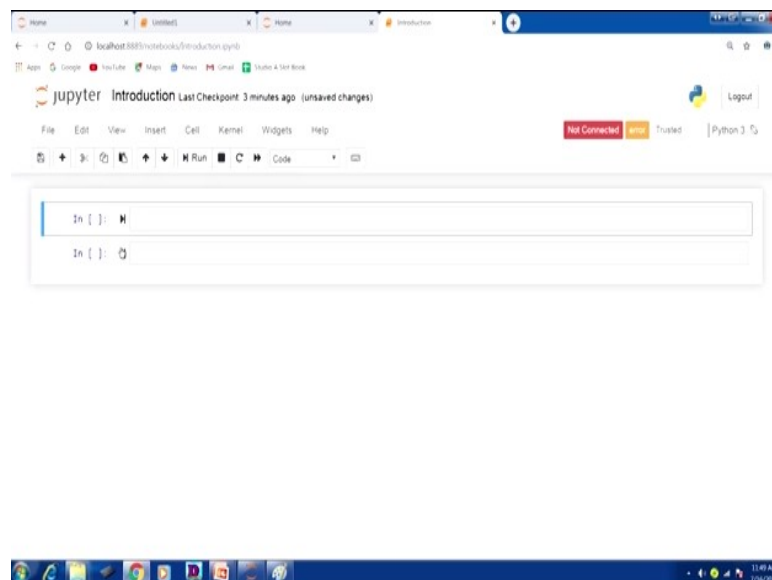 Home Untitled1 Home Introduction
localhost:8889/notebooks/Introduction.ipynb
Apps Google YouTube Maps News Gmail
jupyter Introduction Last Checkpoint 3 minutes ago (unsaved changes) Logout
File Edit View Insert Cell Kernel Widgets Help Not Connected error Trusted Python 3
Run Code
In [ ]:
In [ ]:
11:49 A